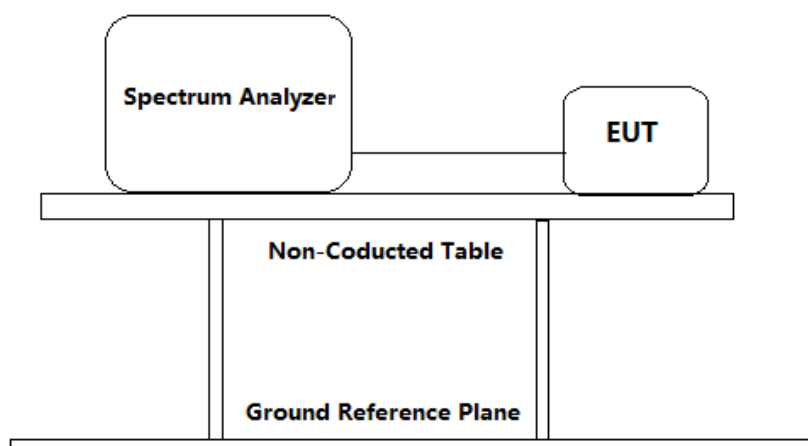 Spectrum Analyzer
EUT
Non-Coducted Table
Ground Reference Plane